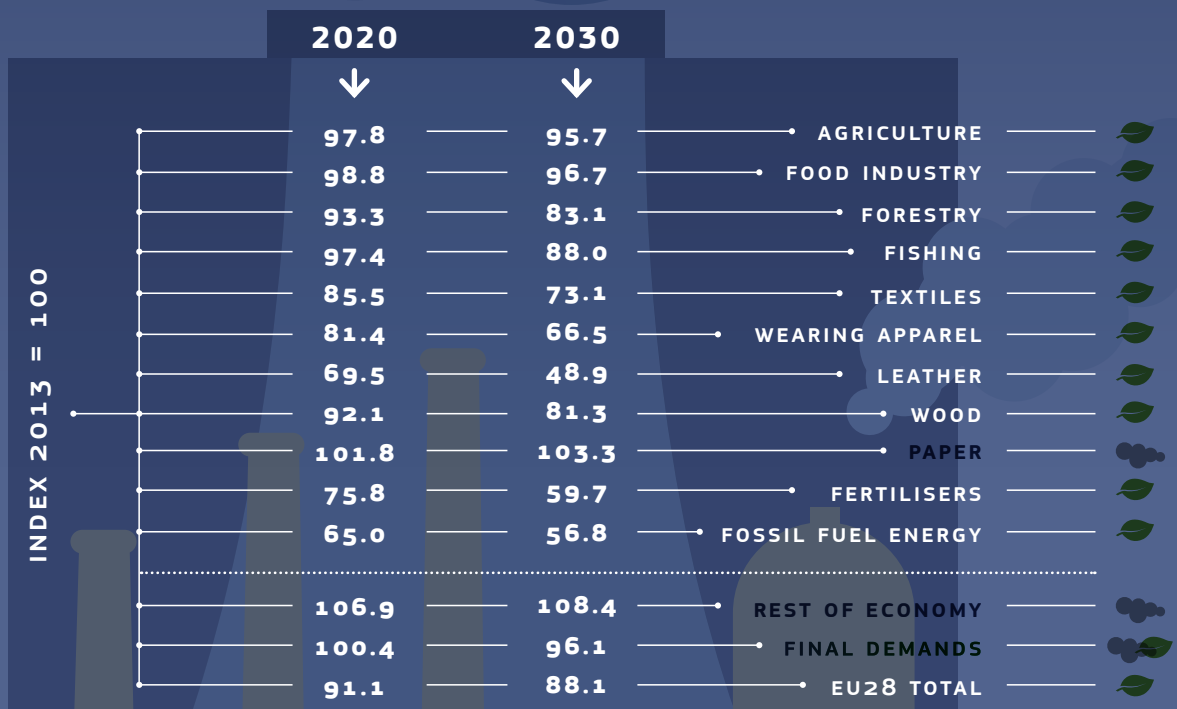 2020 2030
INDEX 2013 = 100
97.8 95.7 AGRICULTURE
98.8 96.7 FOOD INDUSTRY
93.3 83.1 FORESTRY
97.4 88.0 FISHING
85.5 73.1 TEXTILES
81.4 66.5 WEARING APPAREL
69.5 48.9 LEATHER
92.1 81.3 WOOD
101.8 103.3 PAPER
75.8 59.7 FERTILISERS
65.0 56.8 FOSSIL FUEL ENERGY
106.9 108.4 REST OF ECONOMY
100.4 96.1 FINAL DEMANDS
91.1 88.1 EU28 TOTAL